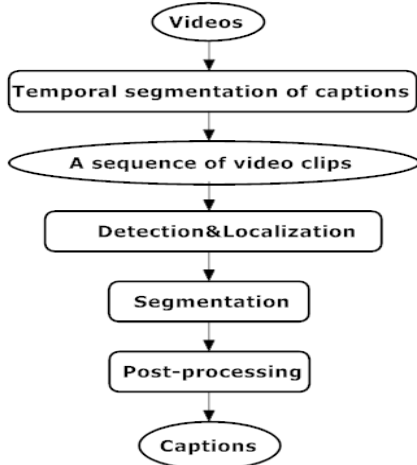 Videos
Temporal segmentation of captions
A sequence of video clips
Detection&Localization
Segmentation
Post-processing
Captions